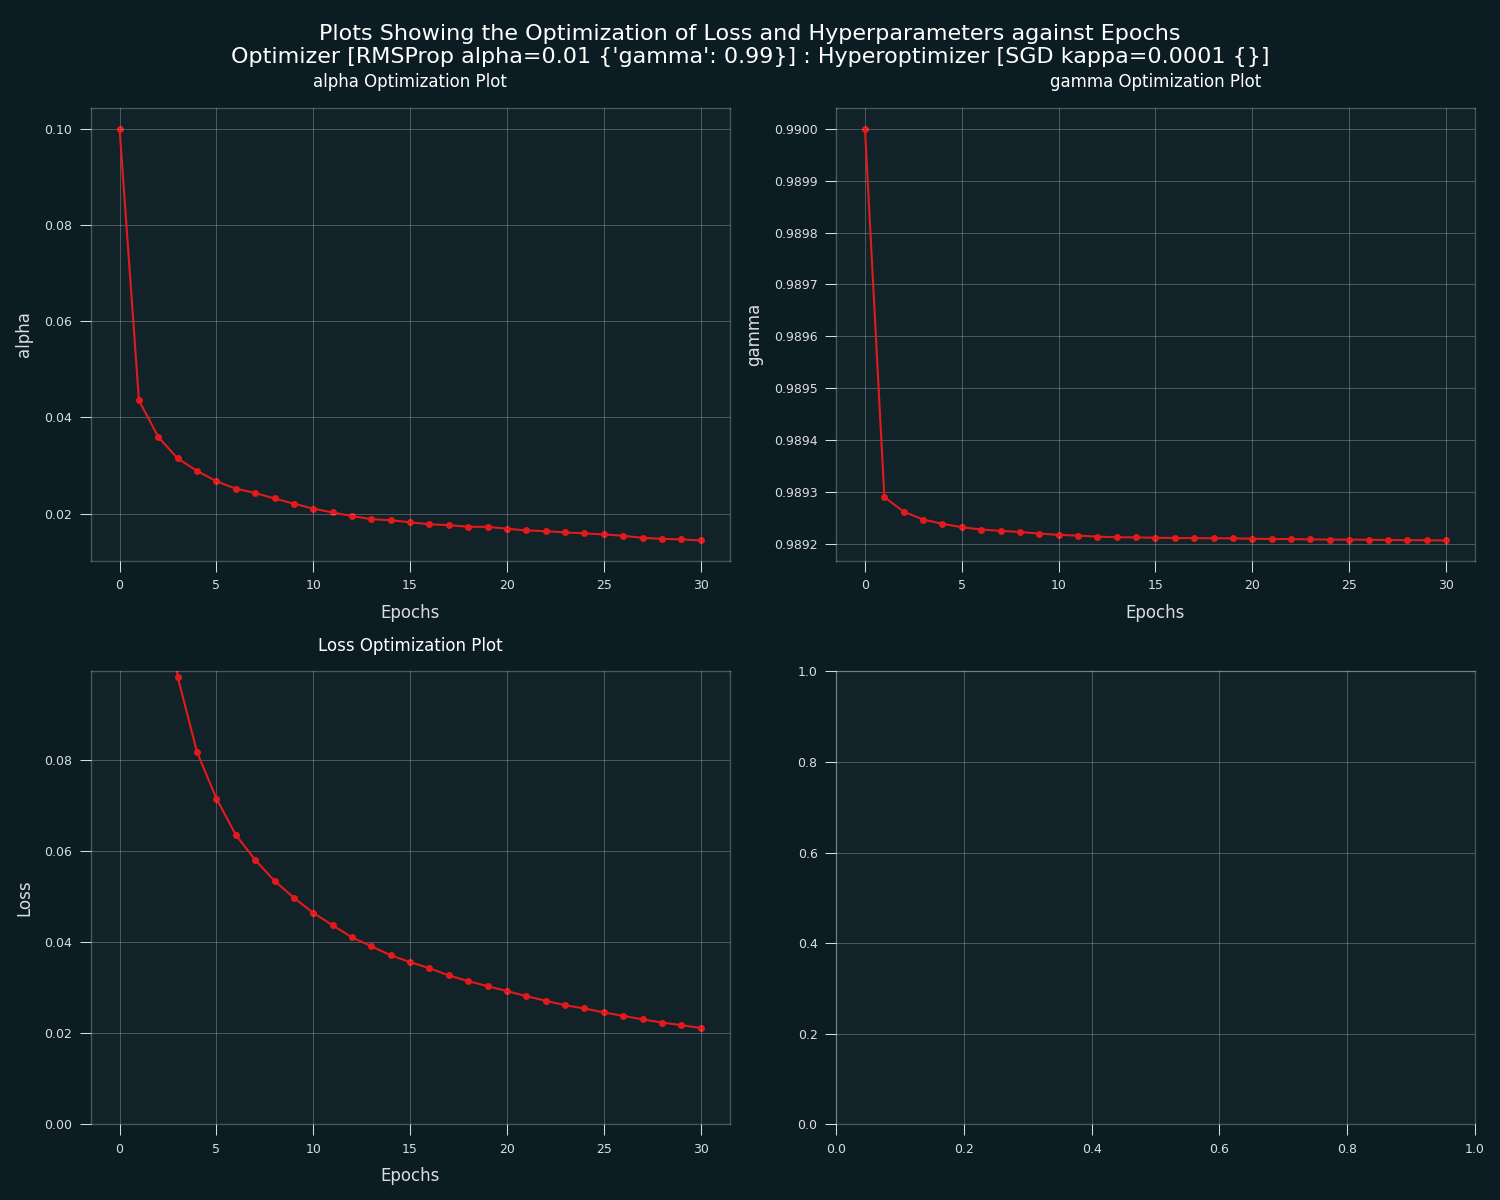 Plots Showing the Optimization of Loss and Hyperparameters against Epochs
Optimizer [RMSProp alpha=0.01 {'gamma': 0.99}] : Hyperoptimizer [SGD kappa=0.0001 {}]
alpha Optimization Plot
0.10
0.08
0.06
0.04
0.02
alpha
0 5 10 15 20 25 30
Epochs
gamma Optimization Plot
0.9900
0.9899
0.9898
0.9897
0.9896
0.9895
0.9894
0.9893
0.9892
gamma
0 5 10 15 20 25 30
Epochs
Loss Optimization Plot
0.08
0.06
0.04
0.02
0.00
Loss
0 5 10 15 20 25 30
Epochs
1.0
0.8
0.6
0.4
0.2
0.0
0.0 0.2 0.4 0.6 0.8 1.0